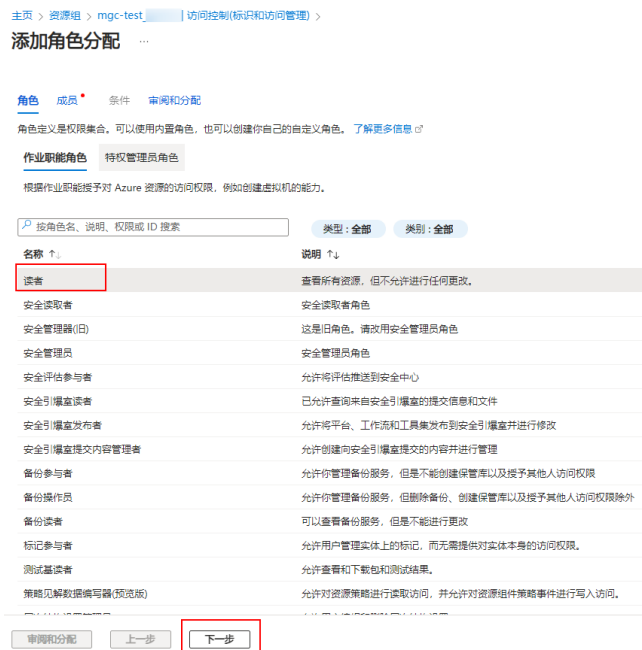 主页 > 资源组 > mgc-test_ | 访问控制(标识和访问管理) >
添加角色分配 ...
角色 成员 条件 审阅和分配
角色定义是权限集合。可以使用内置角色，也可以创建你自己的自定义角色。 了解更多信息
作业职能角色 特权管理员角色
根据作业职能授予对 Azure 资源的访问权限，例如创建虚拟机的能力。
按角色名、说明、权限或 ID 搜索 类型 : 全部 类别 : 全部
名称 ↑↓ 说明 ↑↓
读者 查看所有资源，但不允许进行任何更改。
安全读取者 安全读取者角色
安全管理器(旧) 这是旧角色。请改用安全管理员角色
安全管理员 安全管理员角色
安全评估参与者 允许将评估推送到安全中心
安全引爆室读者 已允许查询来自安全引爆室的提交信息和文件
安全引爆室发布者 允许将平台、工作流和工具集发布到安全引爆室并进行修改
安全引爆室提交内容管理者 允许创建向安全引爆室提交的内容并进行管理
备份参与者 允许你管理备份服务，但是不能创建保管库以及授予其他人访问权限
备份操作员 允许你管理备份服务，但删除备份、创建保管库以及授予其他人访问权限除外
备份读者 可以查看备份服务，但是不能进行更改
标记参与者 允许用户管理实体上的标记，而无需提供对实体本身的访问权限。
测试基读者 允许查看和下载包和测试结果。
策略见解数据编写器(预览版) 允许对资源策略进行读取访问，并允许对资源组件策略事件进行写入访问。
审阅和分配 上一步 下一步